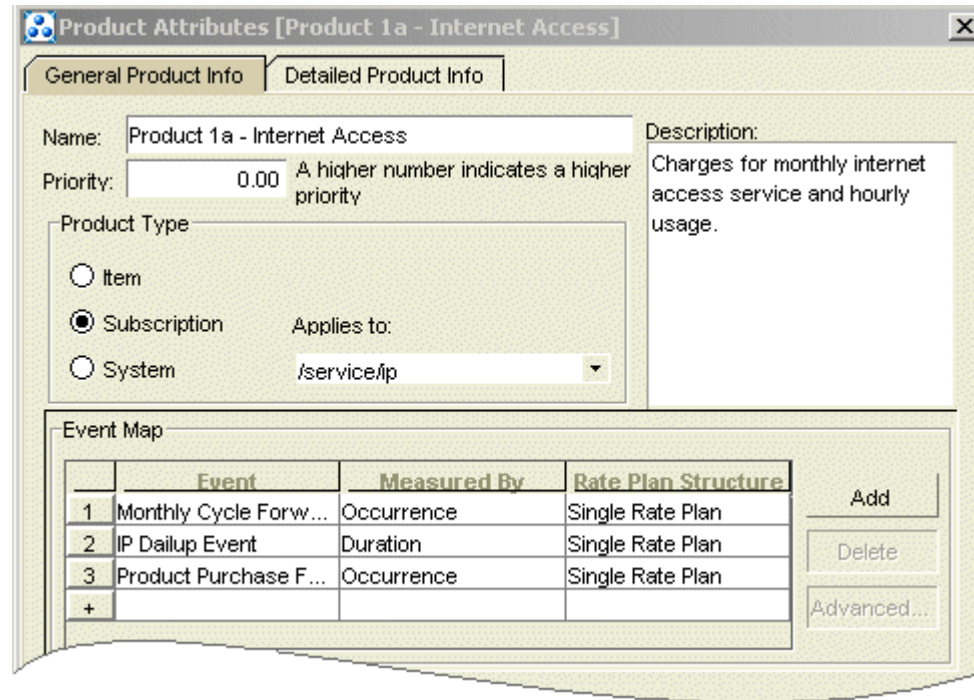 Product Attributes [Product 1a - Internet Access]
General Product Info
Detailed Product Info
Name:
Product 1a - Internet Access
Priority:
0.00
A higher number indicates a higher
priority
Description:
Charges for monthly internet
access service and hourly
usage.
Product Type
Item
Subscription
System
Applies to:
/service/ip
Event Map
Event Measured By Rate Plan Structure
1 Monthly Cycle Forw... Occurrence Single Rate Plan
2 IP Dailup Event Duration Single Rate Plan
3 Product Purchase F... Occurrence Single Rate Plan
+
Add
Delete
Advanced...